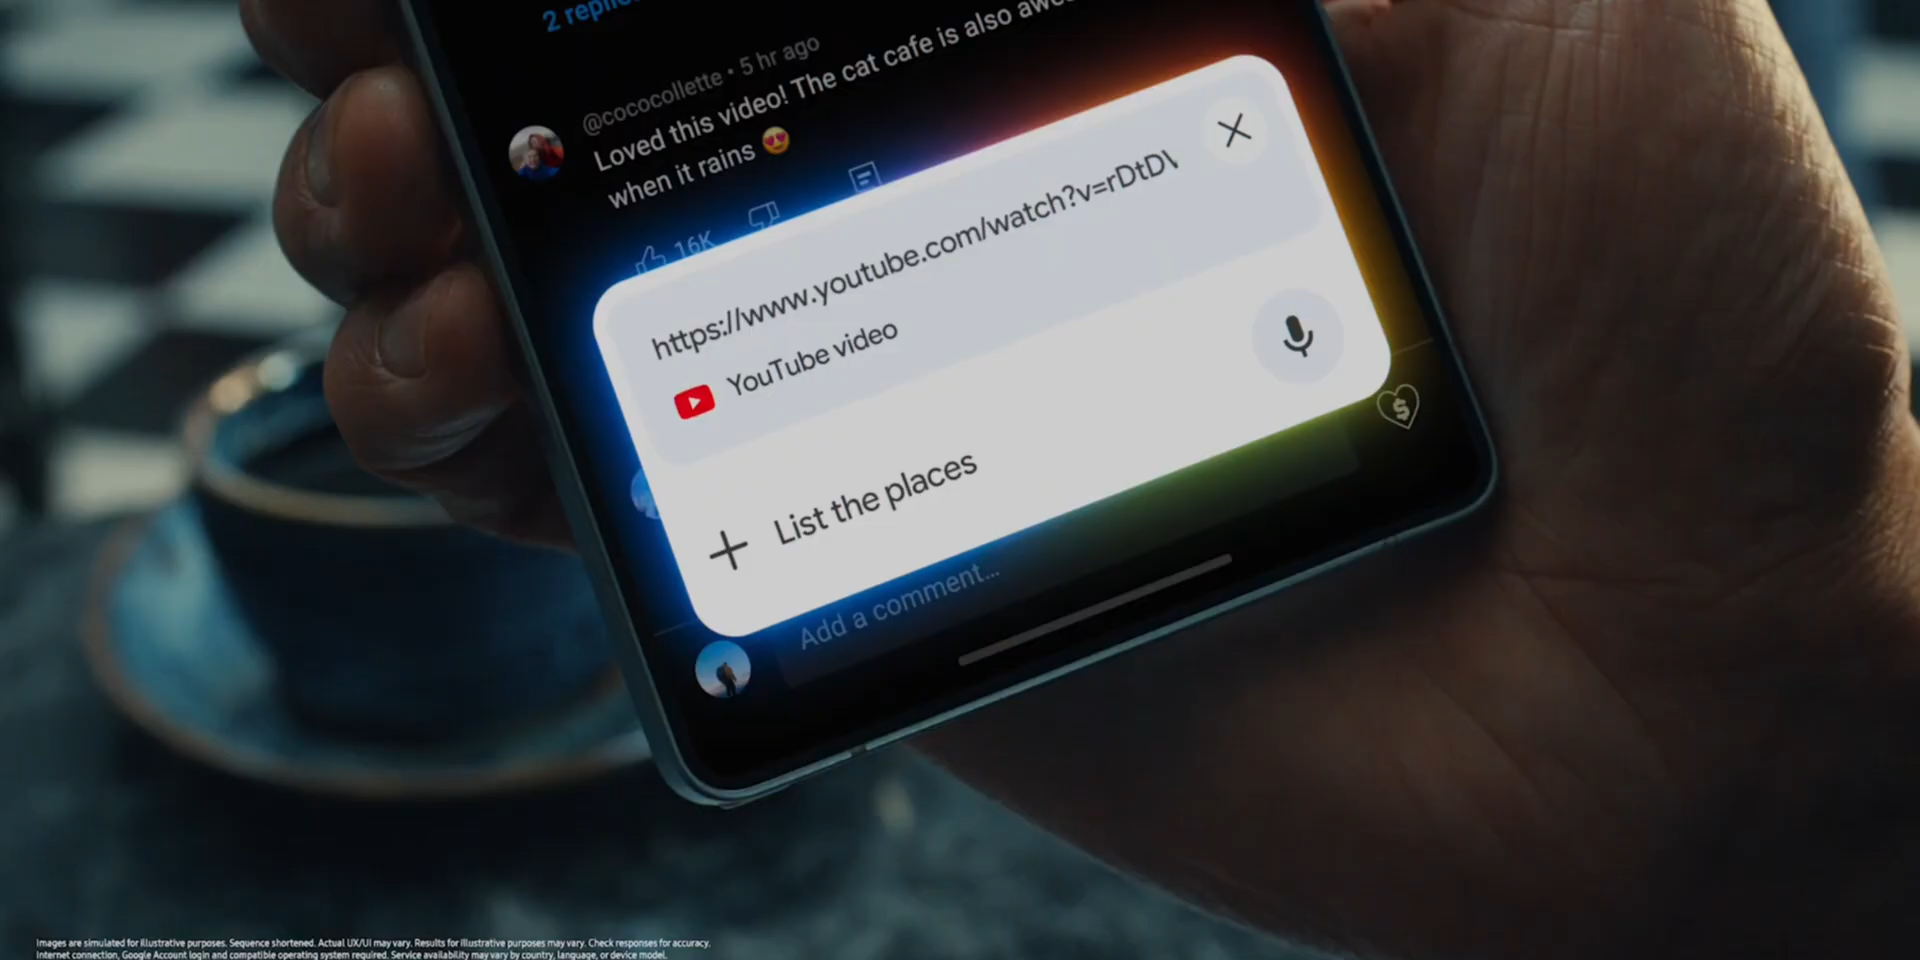 @cococollette • 5 hr ago
Loved this video! The cat cafe is also
when it rains 😍
16K
https://www.youtube.com/watch?v=rDtD
YouTube video
List the places
Add a comment...
Images are simulated for illustrative purposes. Sequence shortened. Actual UX/UI may vary. Results for illustrative purposes may vary. Check responses for accuracy.
Internet connection, Google Account login and compatible operating system required. Service availability may vary by country, language, or device model.